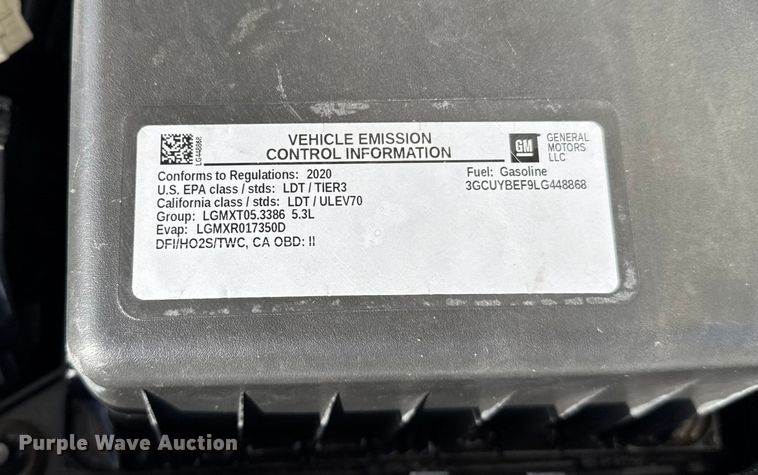 VEHICLE EMISSION
CONTROL INFORMATION
GM
GENERAL
MOTORS
LLC
LG448868
Conforms to Regulations: 2020
U.S. EPA class / stds: LDT / TIER3
California class / stds: LDT / ULEV70
Group: LGMXT05.3386 5.3L
Evap: LGMXR017350D
DFI/HO2S/TWC, CA OBD: II
Fuel: Gasoline
3GCUYBEF9LG448868
Purple Wave Auction